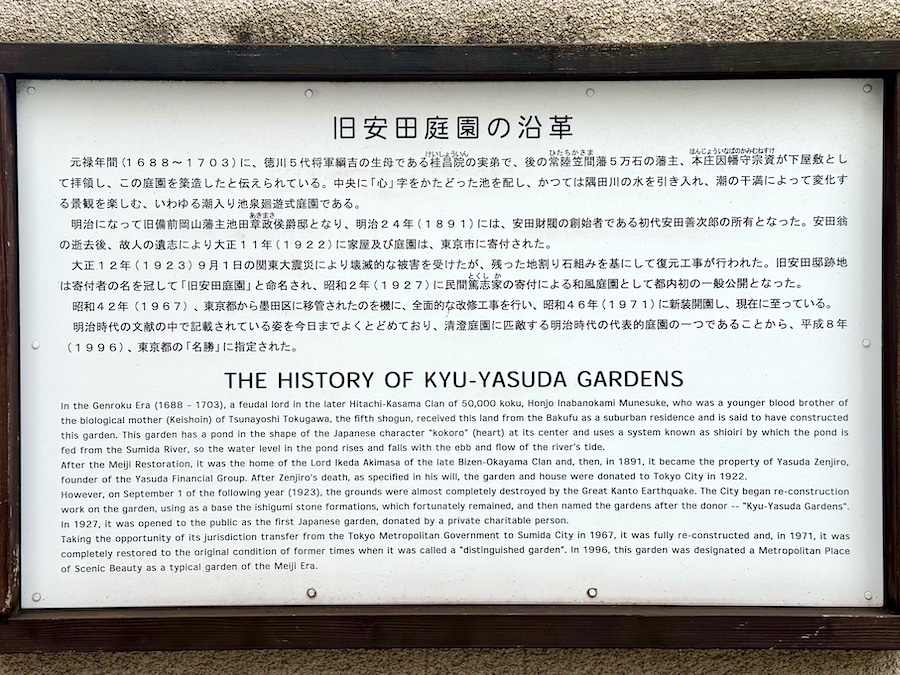 旧安田庭園の沿革
けいしょういん ひたちかさま ほんじょういなばのかみむねすけ
元禄年間(1688～1703)に、徳川5代将軍綱吉の生母である桂昌院の実弟で、後の常陸笠間藩5万石の藩主、本庄因幡守宗資が下屋敷とし
て拝領し、この庭園を築造したと伝えられている。中央に「心」字をかたどった池を配し、かつては隅田川の水を引き入れ、潮の干満によって変化す
る景観を楽しむ、いわゆる潮入り池泉廻遊式庭園である。
あきまさ
明治になって旧備前岡山藩主池田章政侯爵邸となり、明治24年(1891)には、安田財閥の創始者である初代安田善次郎の所有となった。安田翁
の逝去後、故人の遺志により大正11年(1922)に家屋及び庭園は、東京市に寄付された。
大正12年(1923)9月1日の関東大震災により壊滅的な被害を受けたが、残った地割り石組みを基にして復元工事が行われた。旧安田邸跡地
とくしか
は寄付者の名を冠して「旧安田庭園」と命名され、昭和2年(1927)に民間篤志家の寄付による和風庭園として都内初の一般公開となった。
昭和42年(1967)、東京都から墨田区に移管されたのを機に、全面的な改修工事を行い、昭和46年(1971)に新装開園し、現在に至っている。
明治時代の文献の中で記載されている姿を今日までよくとどめており、清澄庭園に匹敵する明治時代の代表的庭園の一つであることから、平成8年
(1996)、東京都の「名勝」に指定された。
THE HISTORY OF KYU-YASUDA GARDENS
In the Genroku Era (1688 - 1703), a feudal lord in the later Hitachi-Kasama Clan of 50,000 koku, Honjo Inabanokami Munesuke, who was a younger blood brother of
the biological mother (Keishoin) of Tsunayoshi Tokugawa, the fifth shogun, received this land from the Bakufu as a suburban residence and is said to have constructed
this garden. This garden has a pond in the shape of the Japanese character "kokoro" (heart) at its center and uses a system known as shioiri by which the pond is
fed from the Sumida River, so the water level in the pond rises and falls with the ebb and flow of the river's tide.
After the Meiji Restoration, it was the home of the Lord Ikeda Akimasa of the late Bizen-Okayama Clan and, then, in 1891, it became the property of Yasuda Zenjiro,
founder of the Yasuda Financial Group. After Zenjiro's death, as specified in his will, the garden and house were donated to Tokyo City in 1922.
However, on September 1 of the following year (1923), the grounds were almost completely destroyed by the Great Kanto Earthquake. The City began re-construction
work on the garden, using as a base the ishigumi stone formations, which fortunately remained, and then named the gardens after the donor -- "Kyu-Yasuda Gardens".
In 1927, it was opened to the public as the first Japanese garden, donated by a private charitable person.
Taking the opportunity of its jurisdiction transfer from the Tokyo Metropolitan Government to Sumida City in 1967, it was fully re-constructed and, in 1971, it was
completely restored to the original condition of former times when it was called a "distinguished garden". In 1996, this garden was designated a Metropolitan Place
of Scenic Beauty as a typical garden of the Meiji Era.